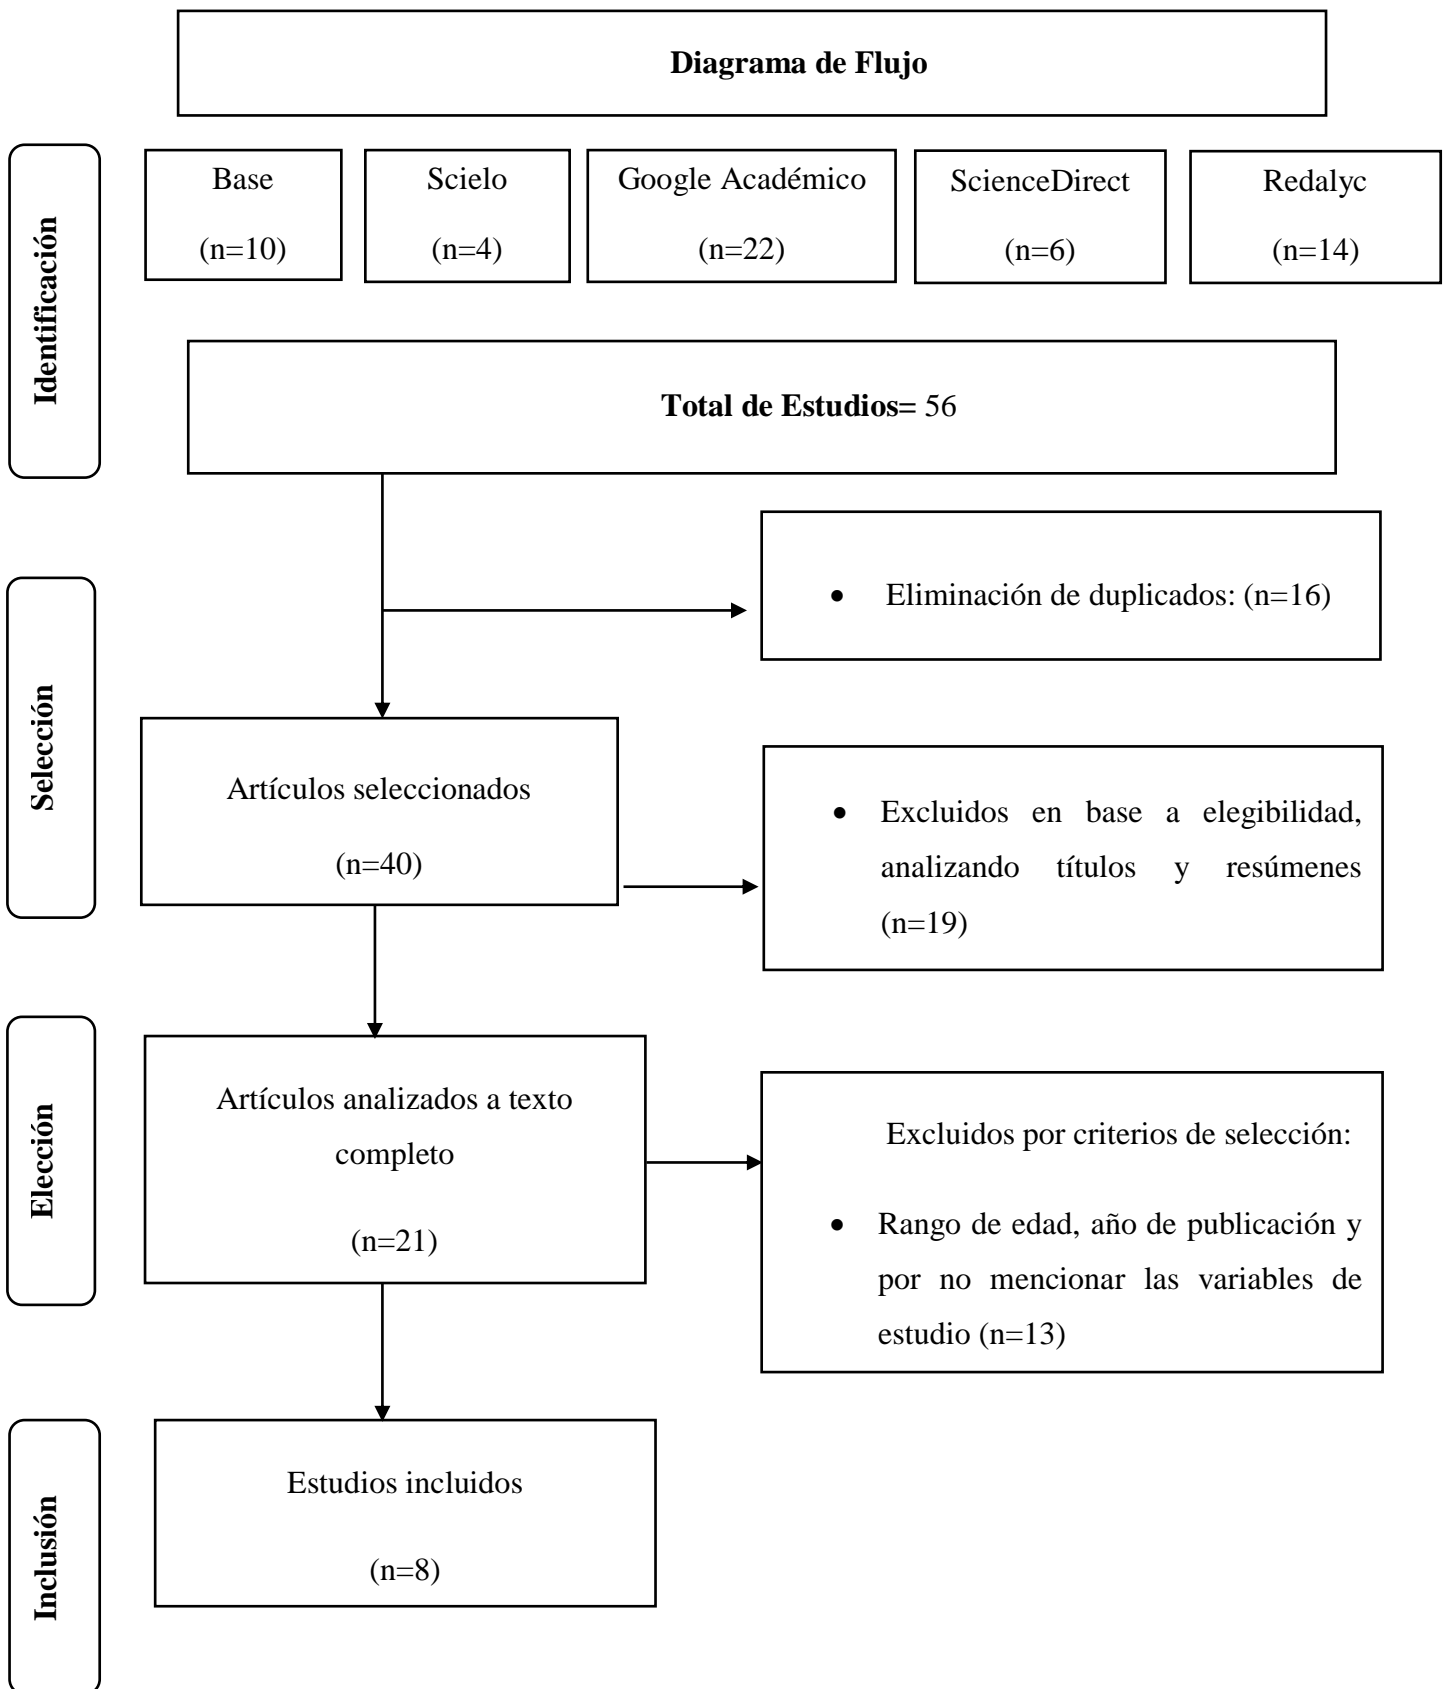 Diagrama de Flujo
Identificación
Base
(n=10)
Scielo
(n=4)
Google Académico
(n=22)
ScienceDirect
(n=6)
Redalyc
(n=14)
Total de Estudios= 56
Selección
• Eliminación de duplicados: (n=16)
Artículos seleccionados
(n=40)
• Excluidos en base a elegibilidad,
analizando títulos y resúmenes
(n=19)
Elección
Artículos analizados a texto
completo
(n=21)
Excluidos por criterios de selección:
• Rango de edad, año de publicación y
por no mencionar las variables de
estudio (n=13)
Inclusión
Estudios incluidos
(n=8)